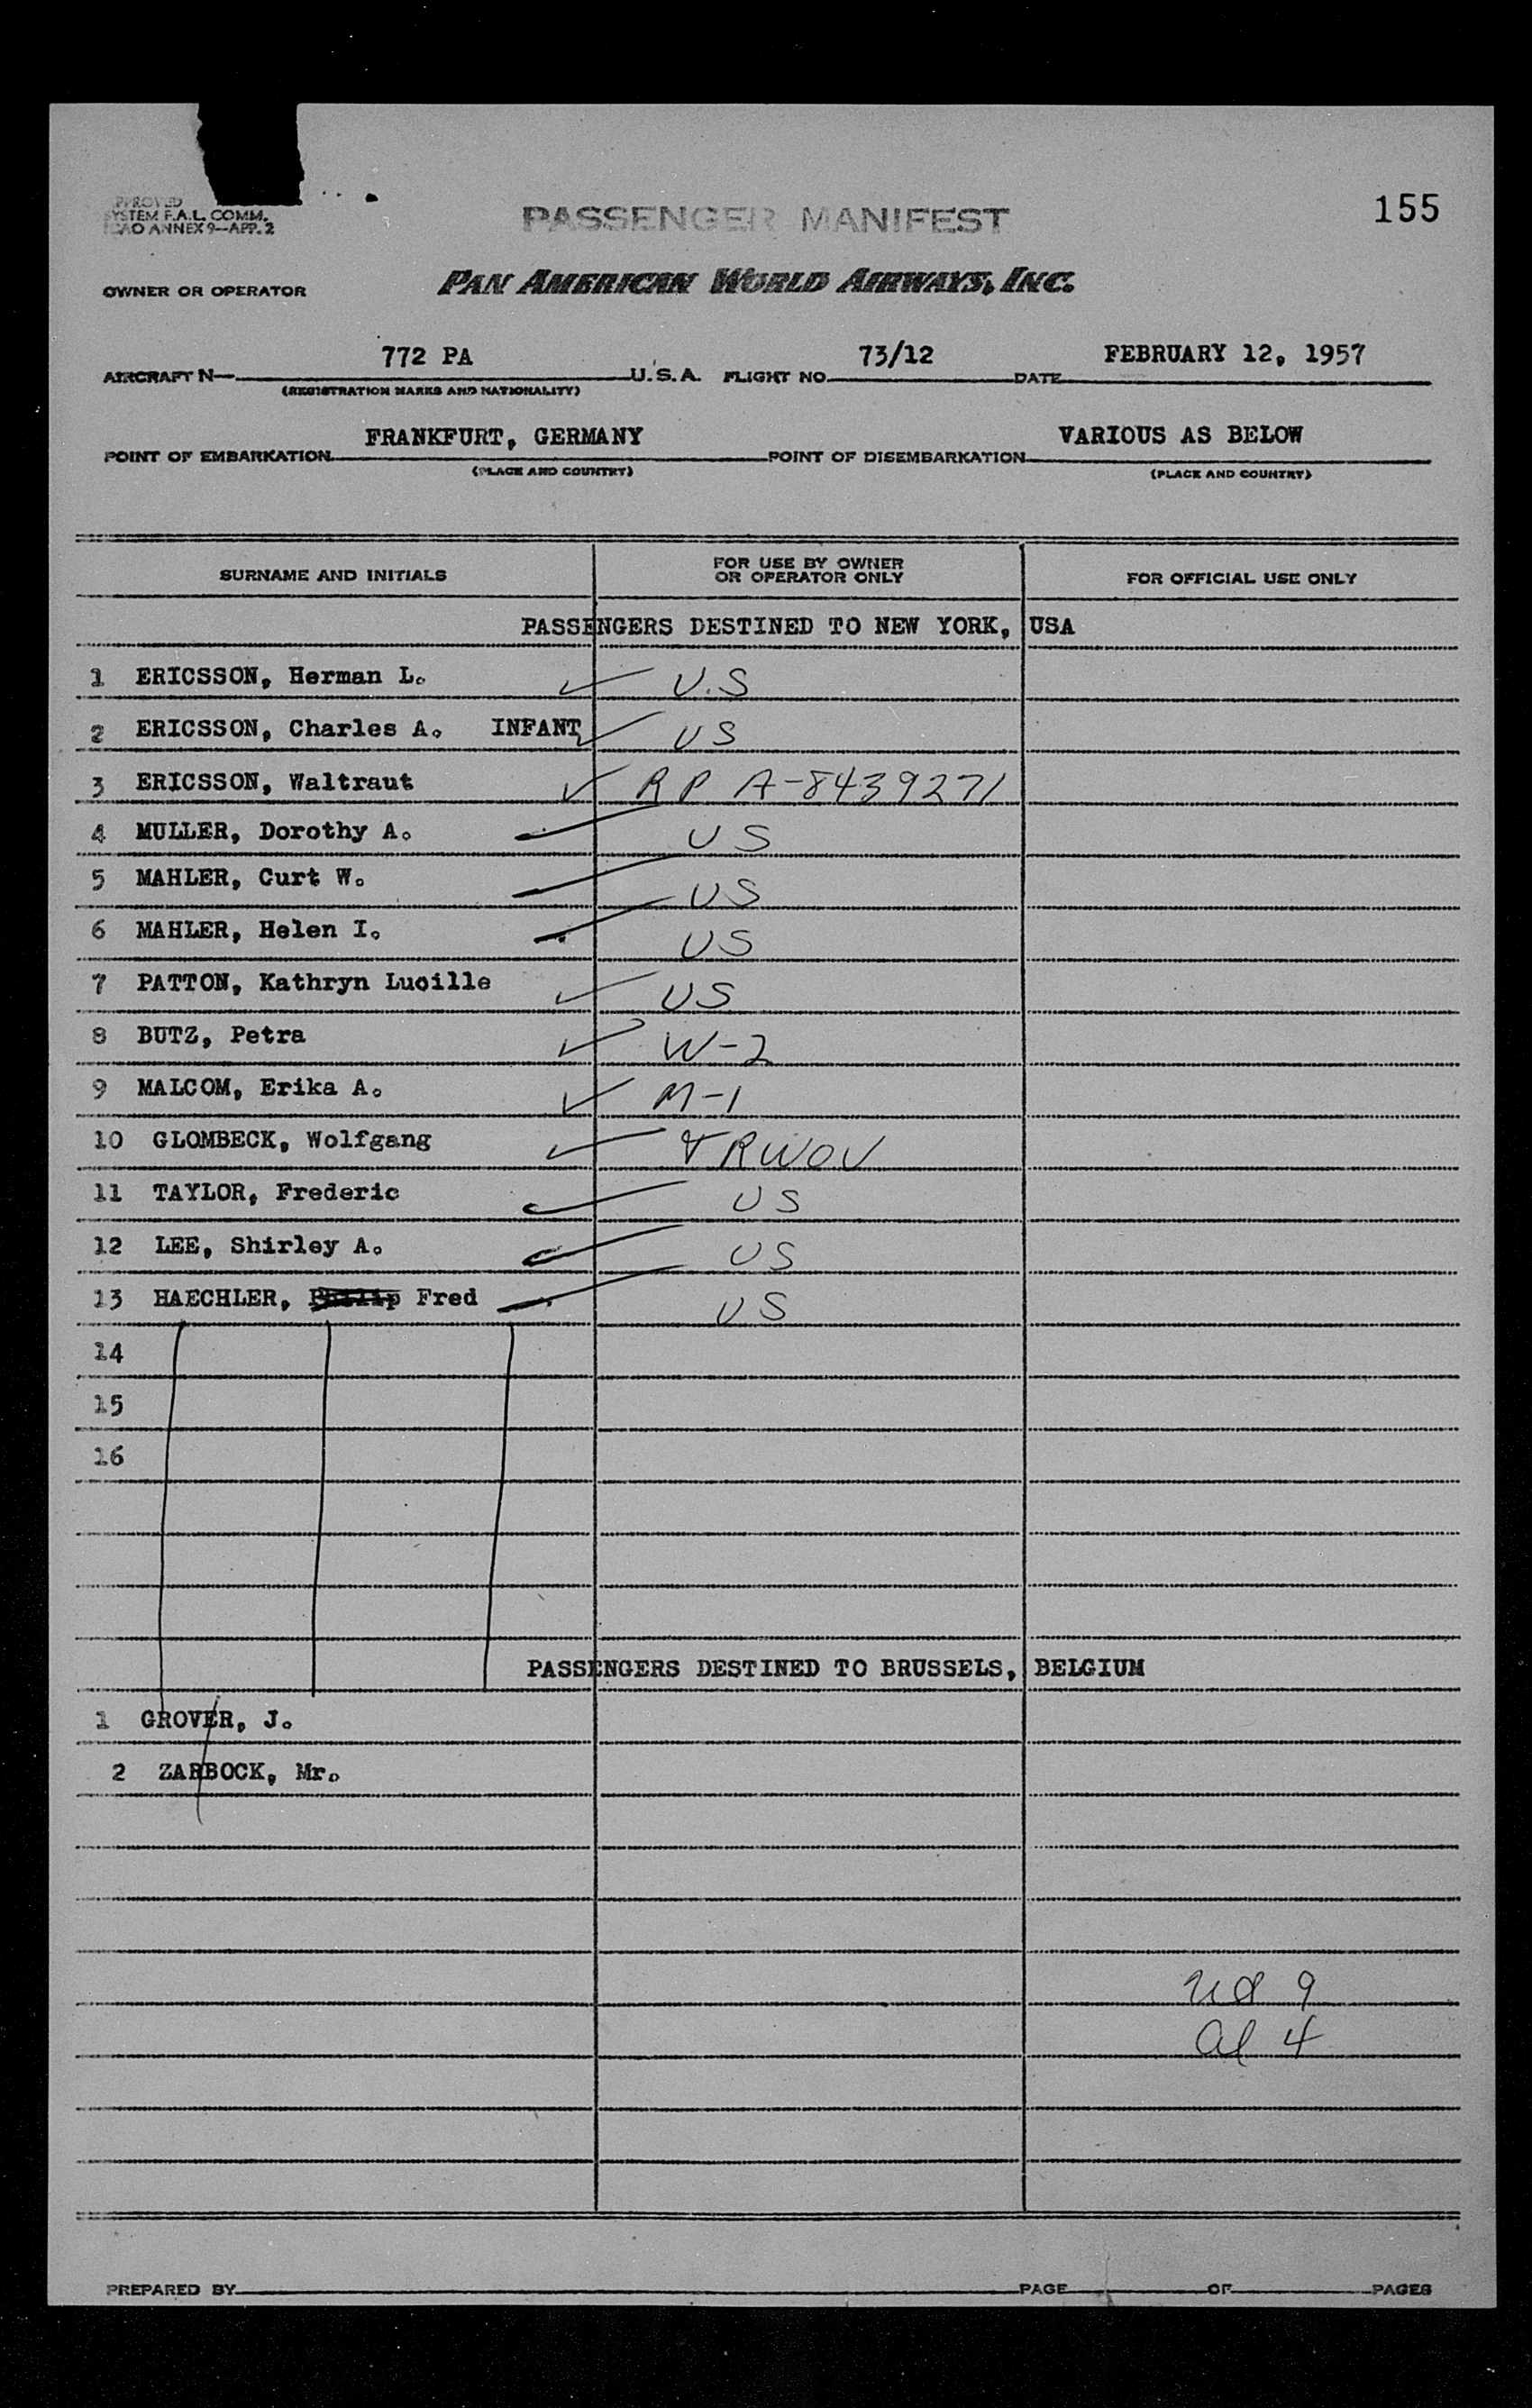 155
PROVED
YSTEM F.A.L. COMM.
ICAO ANNEX 9—APP. 2
PASSENGER MANIFEST
OWNER OR OPERATOR PAN AMERICAN WORLD AIRWAYS, INC.
AIRCRAFT N— 772 PA U.S.A. FLIGHT NO. 73/12 DATE FEBRUARY 12, 1957
(REGISTRATION MARKS AND NATIONALITY)
POINT OF EMBARKATION FRANKFURT, GERMANY POINT OF DISEMBARKATION VARIOUS AS BELOW
(PLACE AND COUNTRY) (PLACE AND COUNTRY)
SURNAME AND INITIALS FOR USE BY OWNER OR OPERATOR ONLY FOR OFFICIAL USE ONLY
PASSENGERS DESTINED TO NEW YORK, USA
1 ERICSSON, Herman L. U.S
2 ERICSSON, Charles A. INFANT US
3 ERICSSON, Waltraut RP A-8439271
4 MULLER, Dorothy A. US
5 MAHLER, Curt W. US
6 MAHLER, Helen I. US
7 PATTON, Kathryn Lucille US
8 BUTZ, Petra W-2
9 MALCOM, Erika A. M-1
10 GLOMBECK, Wolfgang TRWOV
11 TAYLOR, Frederic US
12 LEE, Shirley A. US
13 HAECHLER, Philip Fred US
14
15
16
PASSENGERS DESTINED TO BRUSSELS, BELGIUM
1 GROVER, J.
2 ZARBOCK, Mr.
US 9
al 4
PREPARED BY PAGE OF PAGES